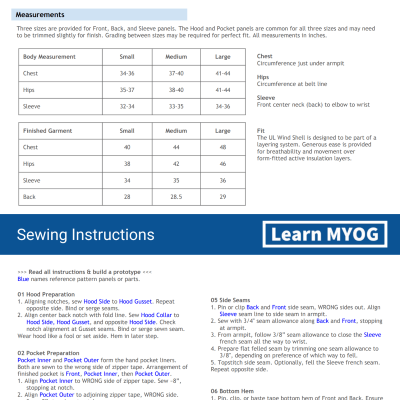 Measurements
Three sizes are provided for Front, Back, and Sleeve panels. The Hood and Pocket panels are common for all three sizes and may need
to be trimmed slightly for finish. Grading between sizes may be required for perfect fit. All measurements in inches.
Body Measurement Small Medium Large
Chest 34-36 37-40 41-44
Hips 35-37 38-40 41-44
Sleeve 32-34 33-35 34-36
Chest
Circumference just under armpit
Hips
Circumference at belt line
Sleeve
Front center neck (back) to elbow to wrist
Finished Garment Small Medium Large
Chest 40 44 48
Hips 38 42 46
Sleeve 34 35 36
Back 28 28.5 29
Fit
The UL Wind Shell is designed to be part of a
layering system. Generous ease is provided
for breathability and movement over
form-fitted active insulation layers.
Sewing Instructions
Learn MYOG
--- Read all instructions & build a prototype ---
Blue names reference pattern panels or parts.
01 Hood Preparation
1. Aligning notches, sew Hood Side to Hood Gusset. Repeat
opposite side. Bind or serge seams.
2. Align center back notch with fold line. Sew Hood Collar to
Hood Side, Hood Gusset, and opposite Hood Side. Check
notch alignment at Gusset seams. Bind or serge sewn seam.
Wear hood like a fool or set aside. Hem in later step.
02 Pocket Preparation
Pocket Inner and Pocket Outer form the hand pocket liners.
Both are sewn to the wrong side of zipper tape. Arrangement of
finished pocket is Front, Pocket Inner, then Pocket Outer.
1. Align Pocket Inner to WRONG side of zipper tape. Sew ~8",
stopping at notch.
2. Align Pocket Outer to adjoining zipper tape, WRONG side.
05 Side Seams
1. Pin or clip Back and Front side seam, WRONG sides out. Align
Sleeve seam line to side seam in armpit.
2. Sew with 3/4" seam allowance along Back and Front, stopping
at armpit.
3. From armpit, follow 3/8" seam allowance to close the Sleeve
french seam all the way to wrist.
4. Prepare flat felled seam by trimming one seam allowance to
3/8", depending on preference of which way to fell.
5. Topstitch side seam. Optionally, fell the Sleeve french seam.
Repeat opposite side.
06 Bottom Hem
1. Pin, clip, or baste tape bottom hem of Front and Back. Ensure